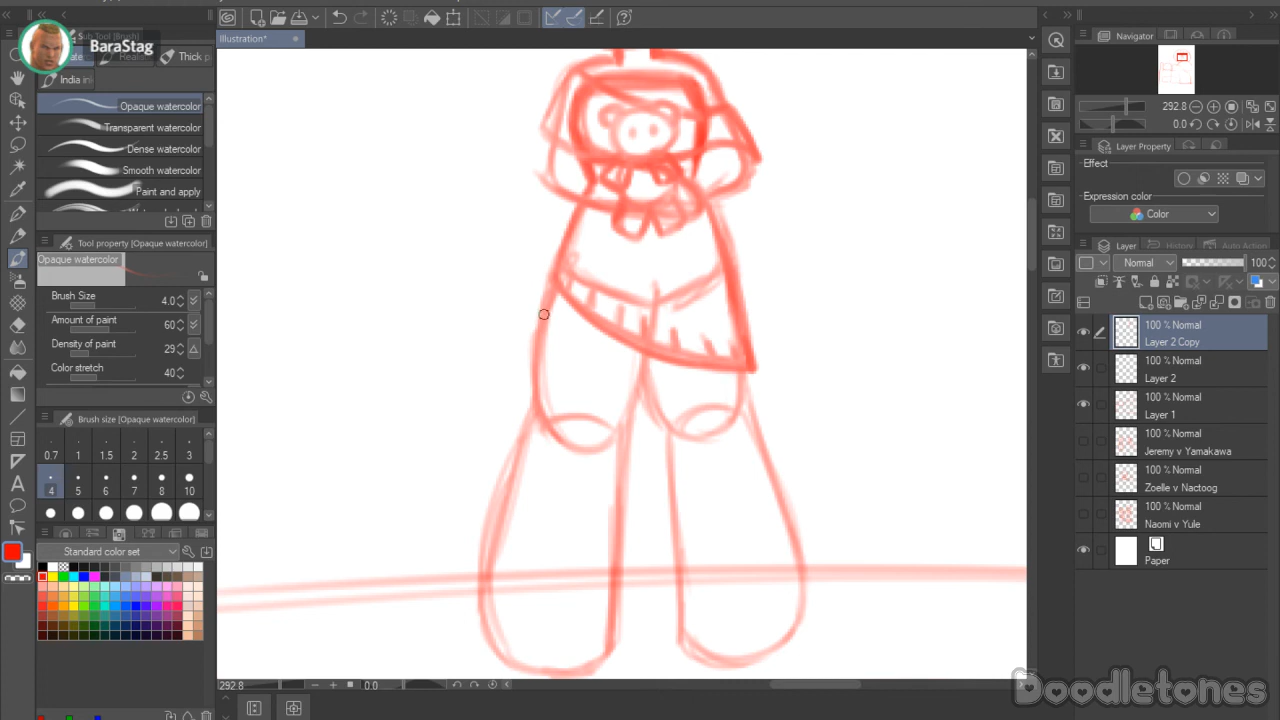 BaraStag
Sub Tool [Brush]
Thick p
India in
Opaque watercolor
Transparent watercolor
Dense watercolor
Smooth watercolor
Paint and apply
Tool property [Opaque watercolor]
Opaque watercolor
Brush Size 4.0
Amount of paint 60
Density of paint 29
Color stretch 40
Brush size [Opaque watercolor]
0.7 1 1.5 2 2.5 3
4 5 6 7 8 10
Standard color set
Illustration*
292.8 0.0
Navigator
292.8
0.0
Layer Property
Effect
Expression color
Color
Layer History Auto Action
Normal 100
100 % Normal
Layer 2 Copy
100 % Normal
Layer 2
100 % Normal
Layer 1
100 % Normal
Jeremy v Yamakawa
100 % Normal
Zoelle v Nactoog
100 % Normal
Naomi v Yule
Paper
Doodletones